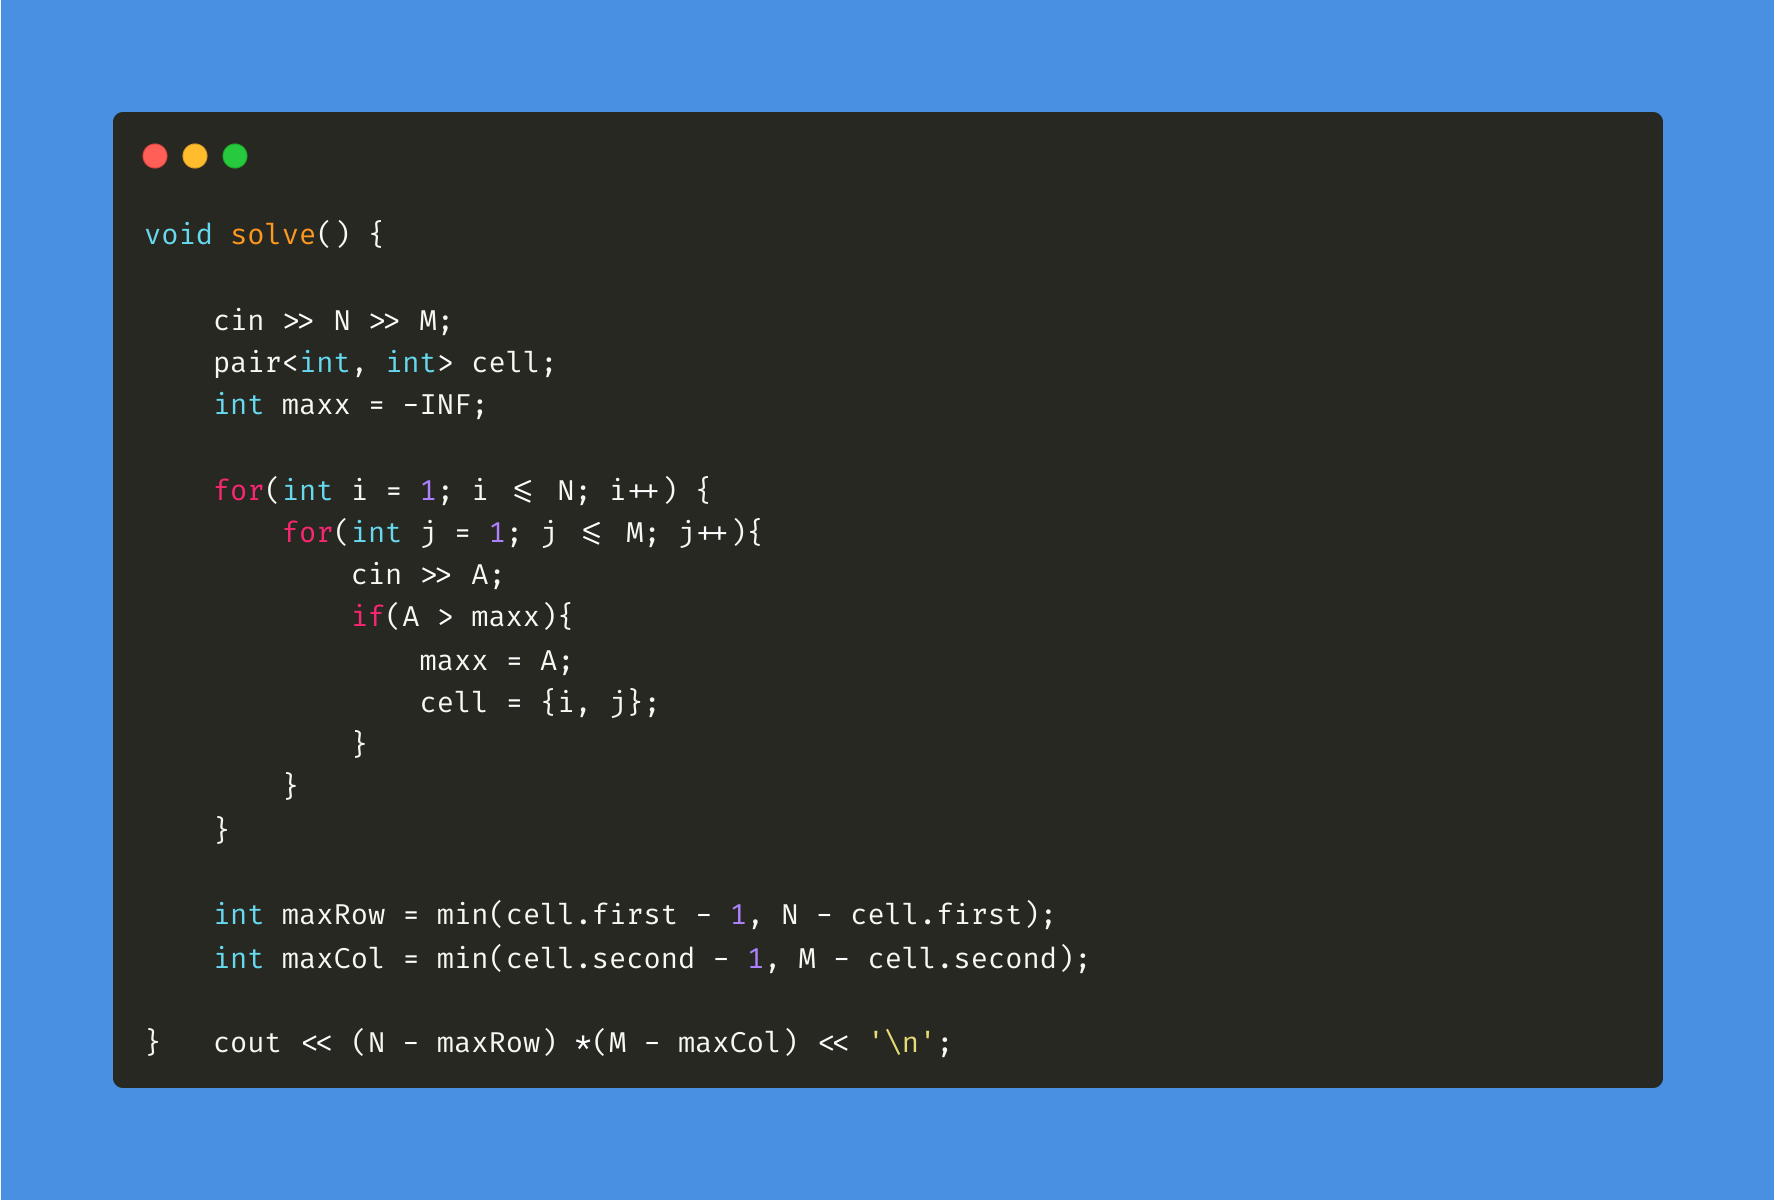 void solve() {

    cin >> N >> M;
    pair<int, int> cell;
    int maxx = -INF;

    for(int i = 1; i <= N; i++) {
        for(int j = 1; j <= M; j++){
            cin >> A;
            if(A > maxx){
                maxx = A;
                cell = {i, j};
            }
        }
    }

    int maxRow = min(cell.first - 1, N - cell.first);
    int maxCol = min(cell.second - 1, M - cell.second);

}   cout << (N - maxRow) *(M - maxCol) << '\n';